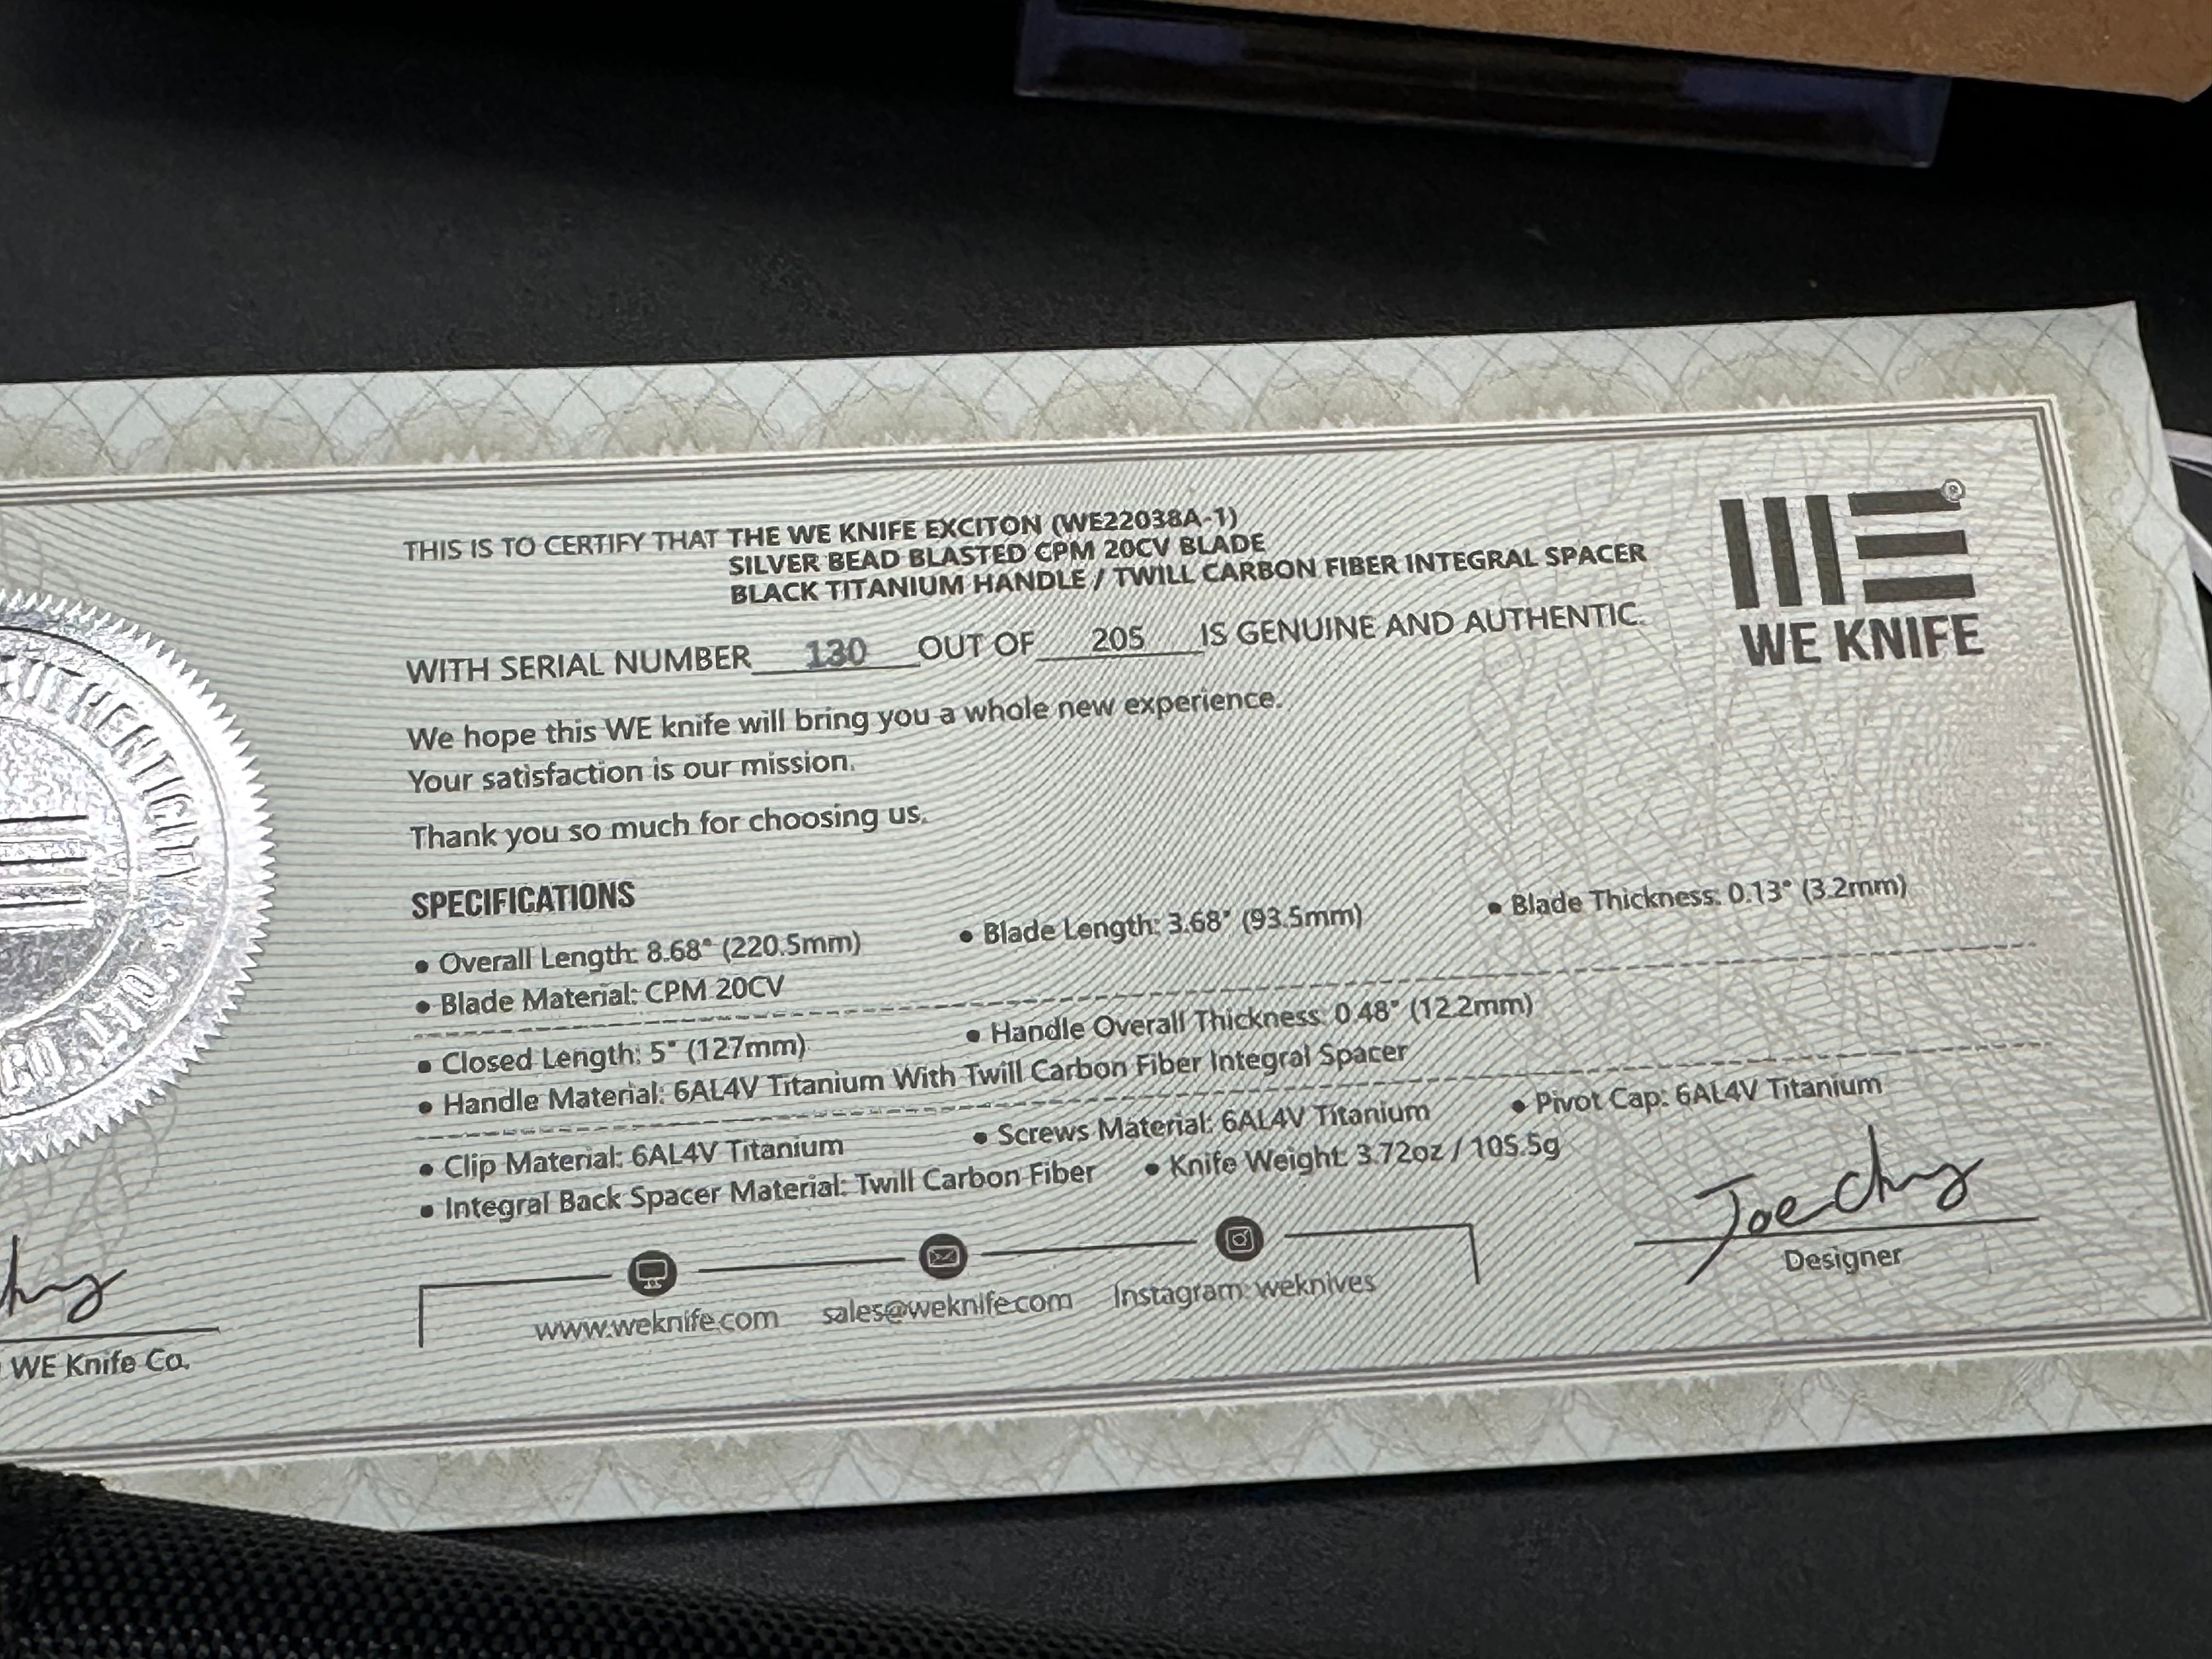 THIS IS TO CERTIFY THAT THE WE KNIFE EXCITON (WE22038A-1)
SILVER BEAD BLASTED CPM 20CV BLADE
BLACK TITANIUM HANDLE / TWILL CARBON FIBER INTEGRAL SPACER
WITH SERIAL NUMBER 130 OUT OF 205 IS GENUINE AND AUTHENTIC.
WE KNIFE
We hope this WE knife will bring you a whole new experience.
Your satisfaction is our mission.
Thank you so much for choosing us.
SPECIFICATIONS
• Overall Length: 8.68" (220.5mm) • Blade Length: 3.68" (93.5mm) • Blade Thickness: 0.13" (3.2mm)
• Blade Material: CPM 20CV
• Closed Length: 5" (127mm) • Handle Overall Thickness: 0.48" (12.2mm)
• Handle Material: 6AL4V Titanium With Twill Carbon Fiber Integral Spacer
• Clip Material: 6AL4V Titanium • Screws Material: 6AL4V Titanium • Pivot Cap: 6AL4V Titanium
• Integral Back Spacer Material: Twill Carbon Fiber • Knife Weight: 3.72oz / 105.5g
www.weknife.com sales@weknife.com Instagram: weknives
Designer
WE Knife Co.
CO. LTD.